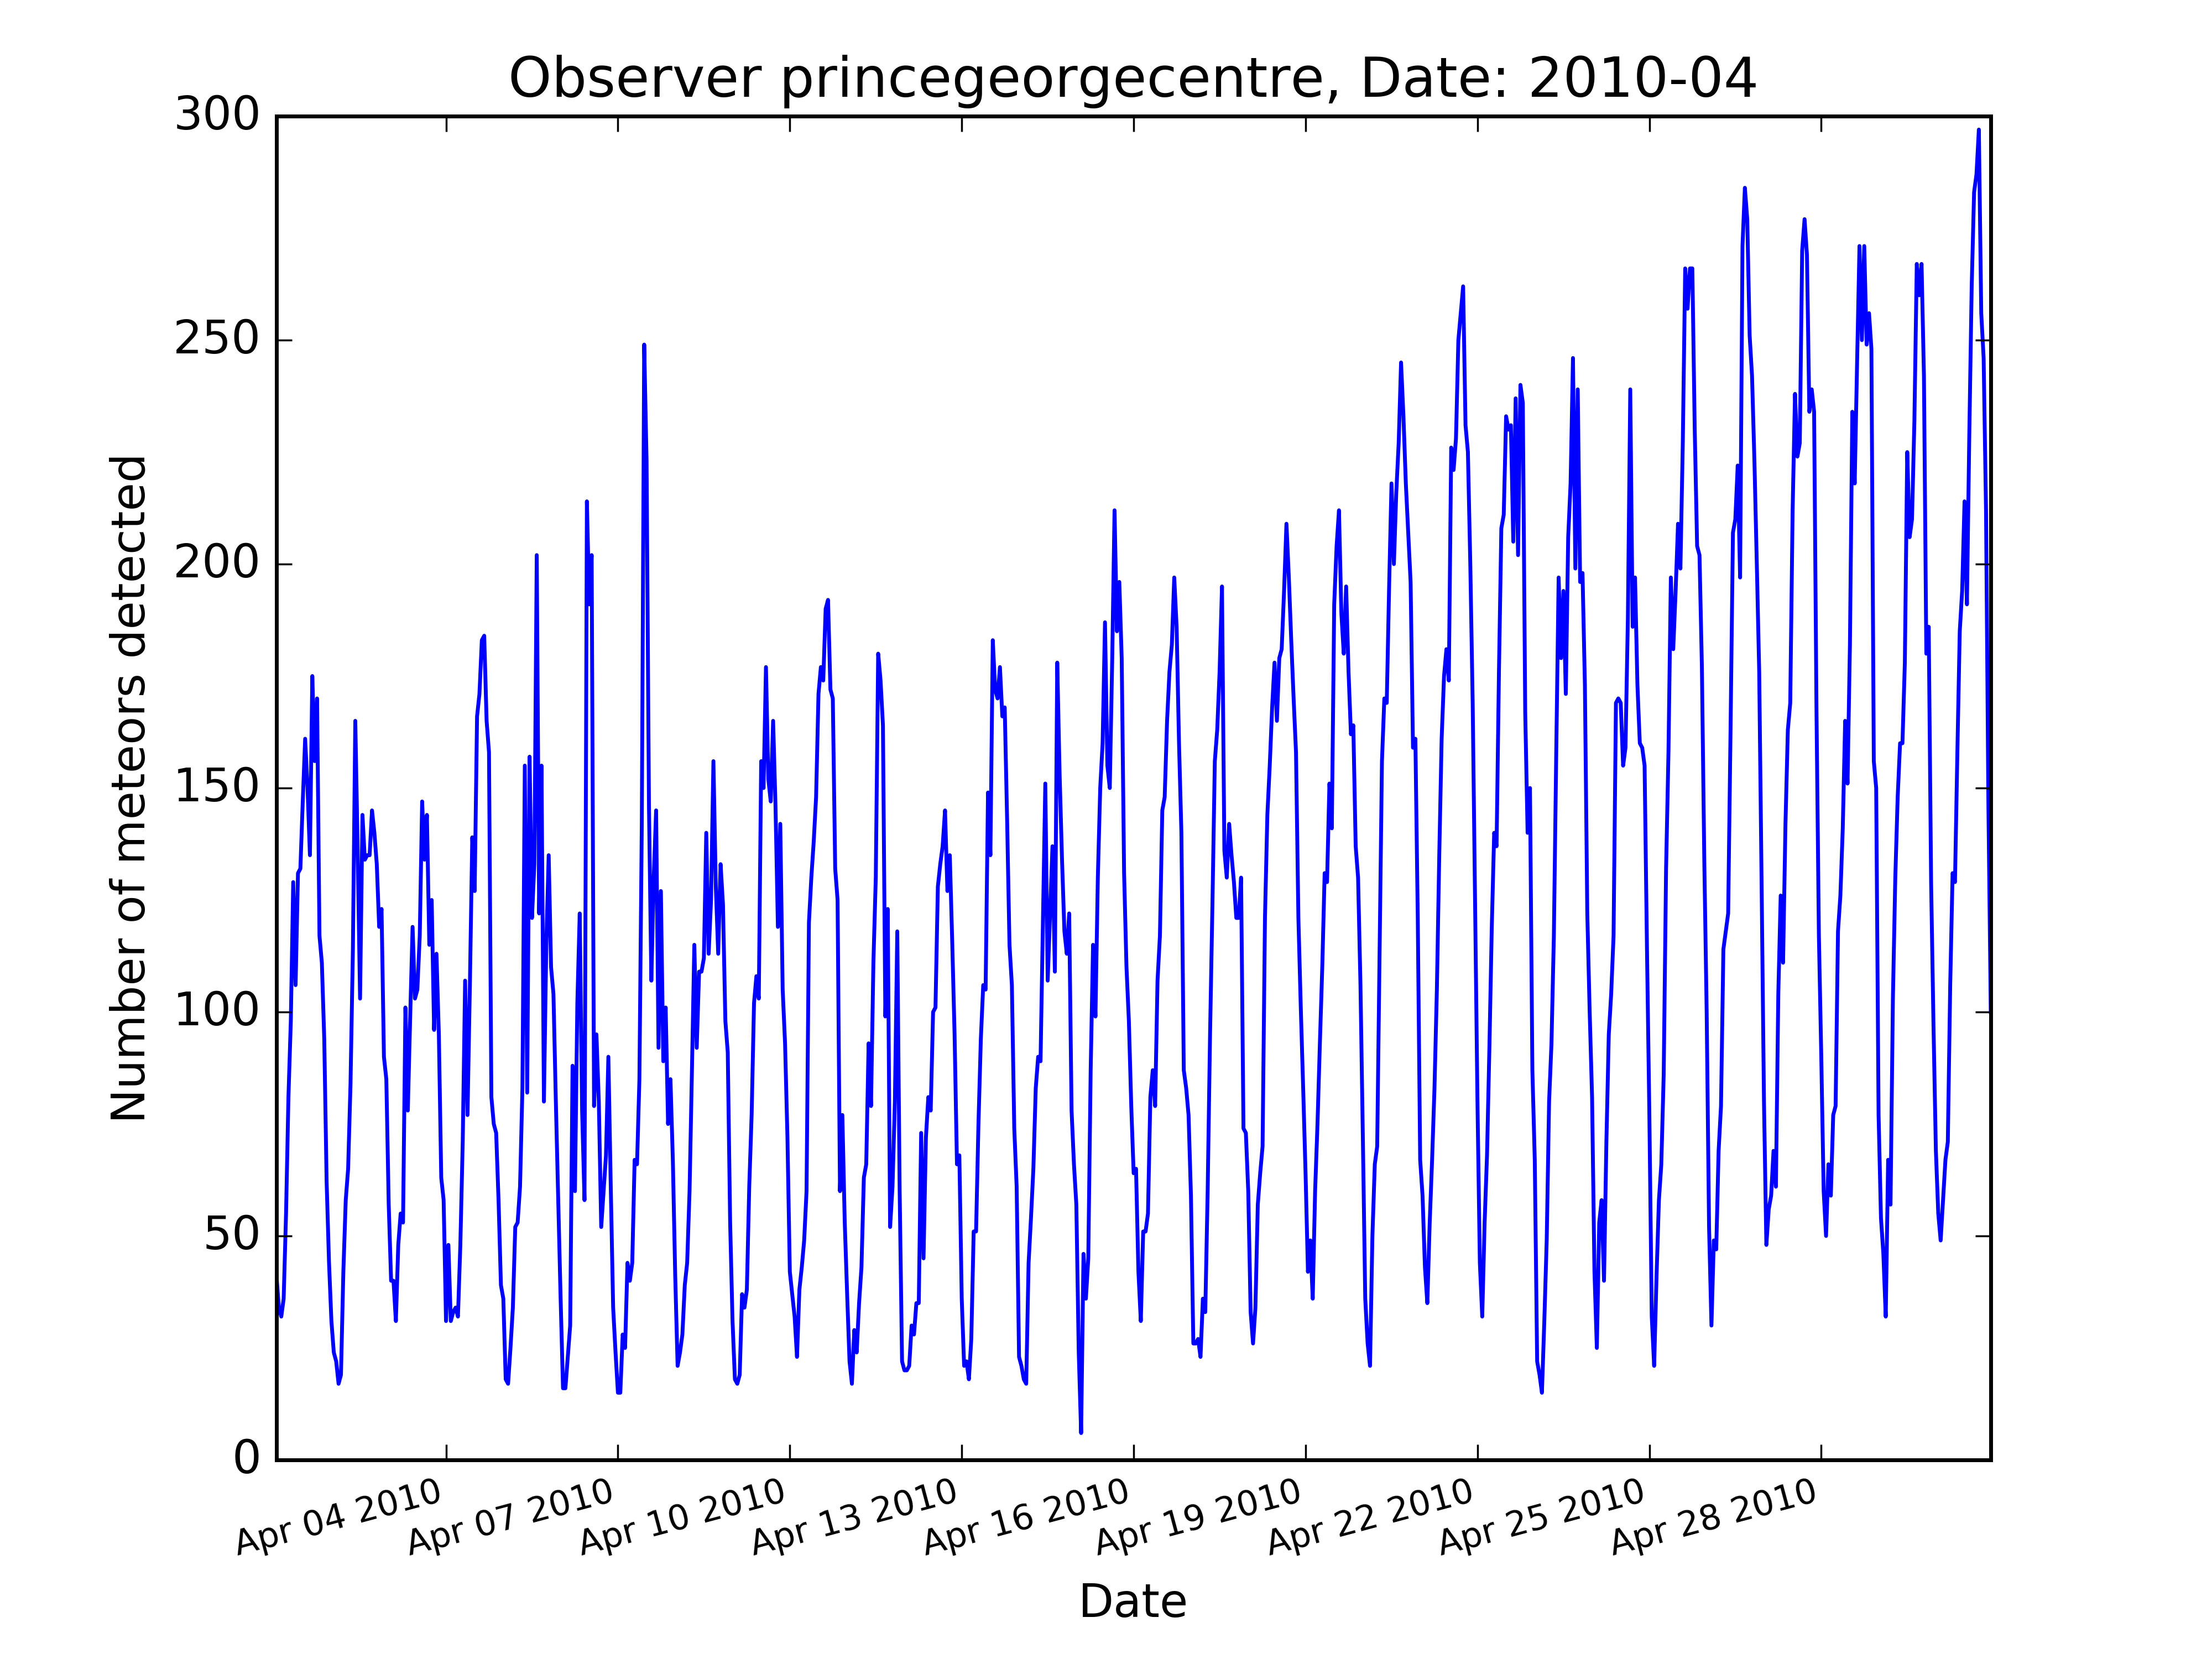 Observer princegeorgecentre, Date: 2010-04
300
250
200
150
100
50
0
Number of meteors detected
Apr 04 2010
Apr 07 2010
Apr 10 2010
Apr 13 2010
Apr 16 2010
Apr 19 2010
Apr 22 2010
Apr 25 2010
Apr 28 2010
Date